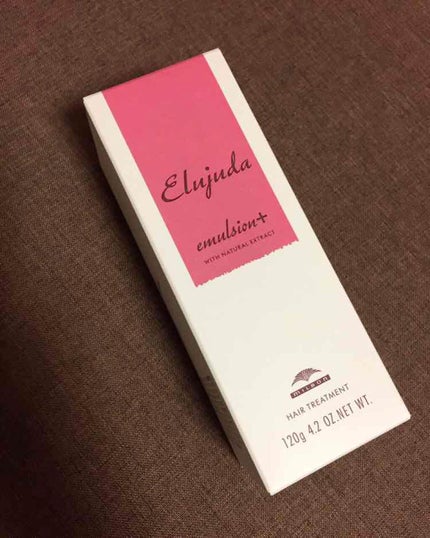 Elujuda
emulsion+
WITH NATURAL EXTRACT
milbon
HAIR TREATMENT
120g 4.2 OZ.NET WT.